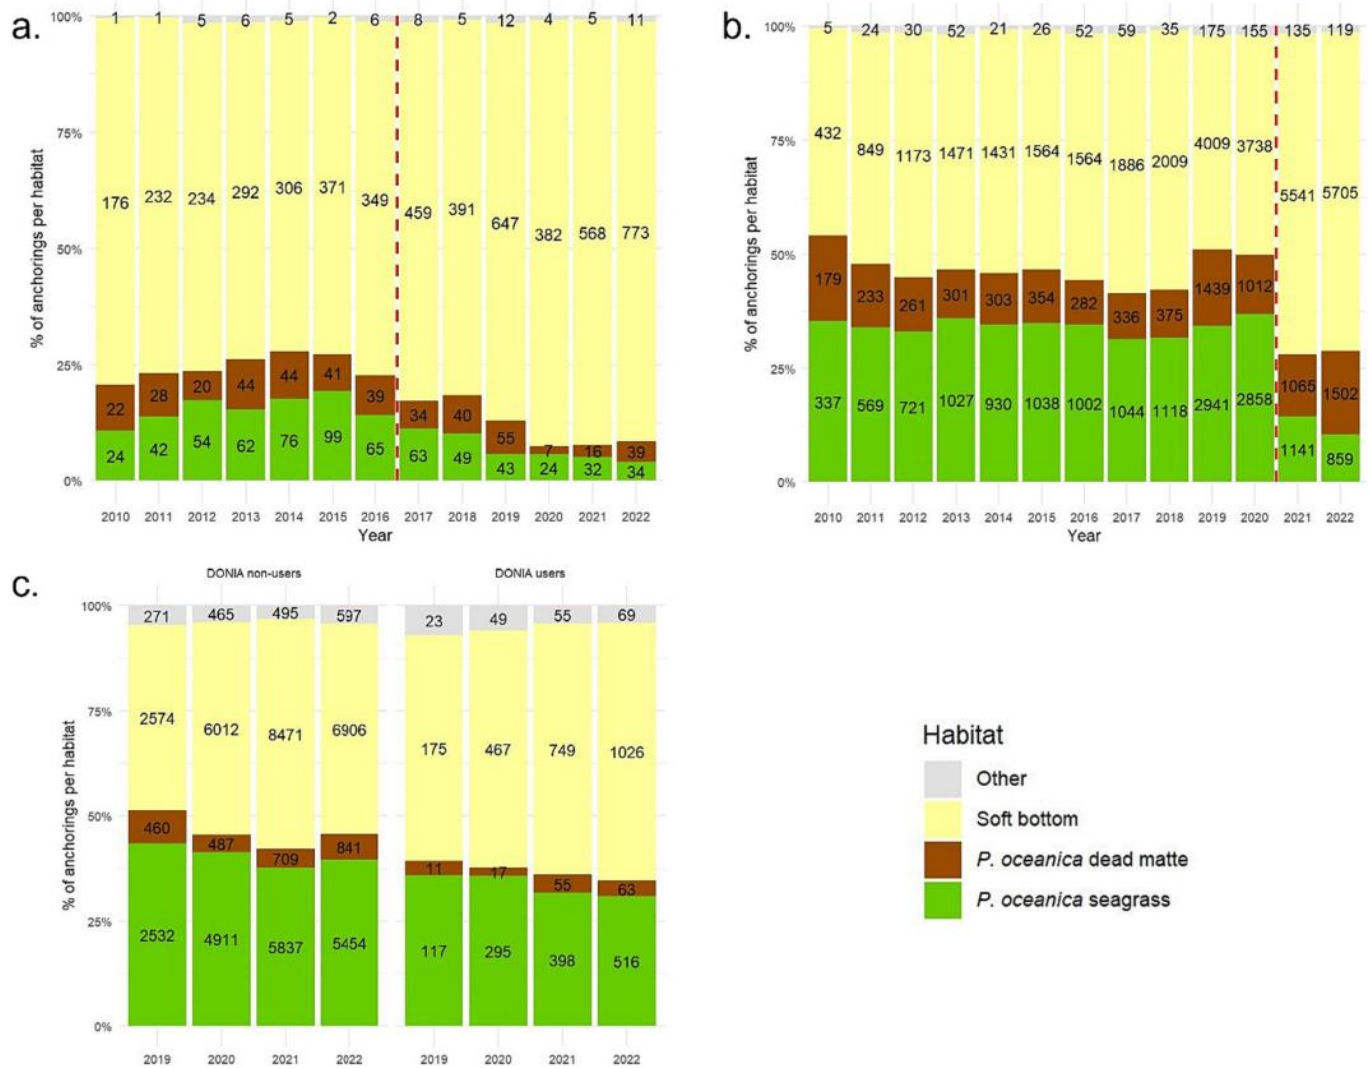 a.
% of anchorings per habitat
100%
75%
50%
25%
0%
1 1 5 6 5 2 6 8 5 12 4 5 11
176 232 234 292 306 371 349 459 391 647 382 568 773
22 28 20 44 44 41 39 34 40 55 7 16 39
24 42 54 62 76 99 65 63 49 43 24 32 34
2010 2011 2012 2013 2014 2015 2016 2017 2018 2019 2020 2021 2022
Year
b.
% of anchorings per habitat
100%
75%
50%
25%
0%
5 24 30 52 21 26 52 59 35 175 155 135 119
432 849 1173 1471 1431 1564 1564 1886 2009 4009 3738 5541 5705
179 233 261 301 303 354 282 336 375 1439 1012 1065 1502
337 569 721 1027 930 1038 1002 1044 1118 2941 2858 1141 859
2010 2011 2012 2013 2014 2015 2016 2017 2018 2019 2020 2021 2022
Year
c.
DONIA non-users DONIA users
% of anchorings per habitat
100%
75%
50%
25%
0%
271 465 495 597 23 49 55 69
2574 6012 8471 6906 175 467 749 1026
460 487 709 841 11 17 55 63
2532 4911 5837 5454 117 295 398 516
2019 2020 2021 2022 2019 2020 2021 2022
Habitat
Other
Soft bottom
P. oceanica dead matte
P. oceanica seagrass